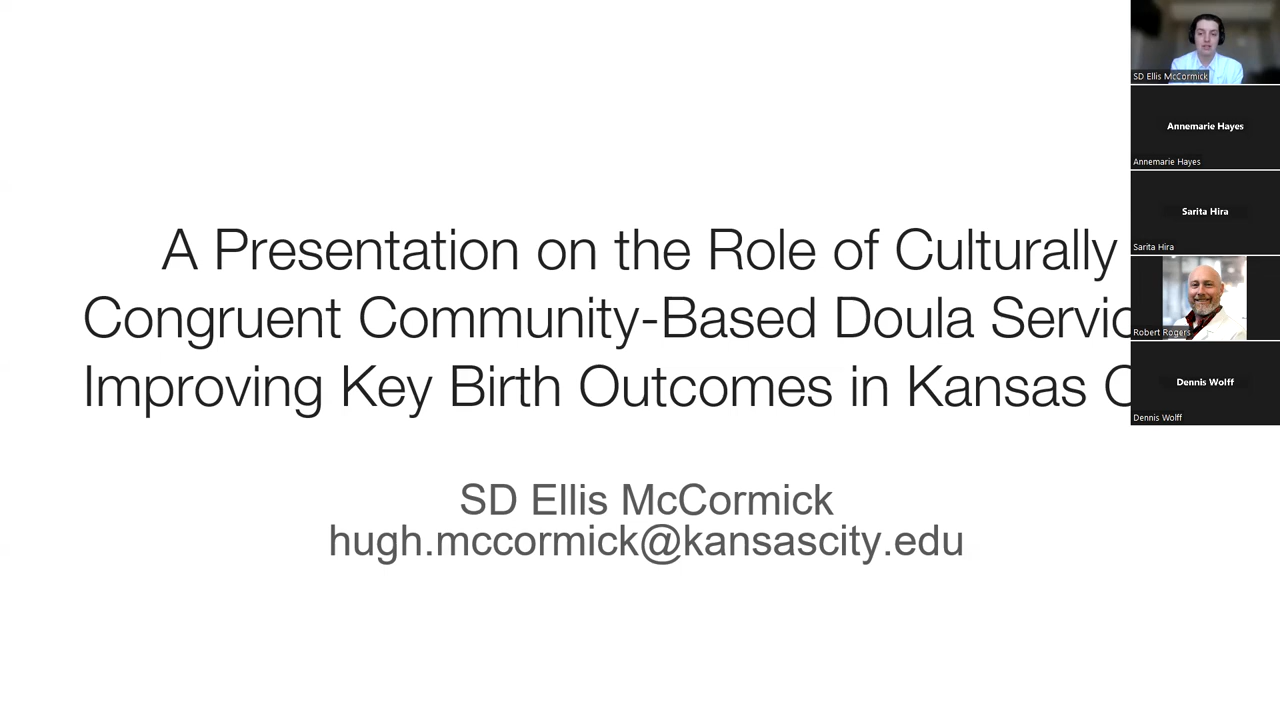 A Presentation on the Role of Culturally
Congruent Community-Based Doula
Improving Key Birth Outcomes in Kansas
SD Ellis McCormick
hugh.mccormick@kansascity.edu
SD Ellis McCormick
Annemarie Hayes
Annemarie Hayes
Sarita Hira
Sarita Hira
Robert Rogers
Dennis Wolff
Dennis Wolff